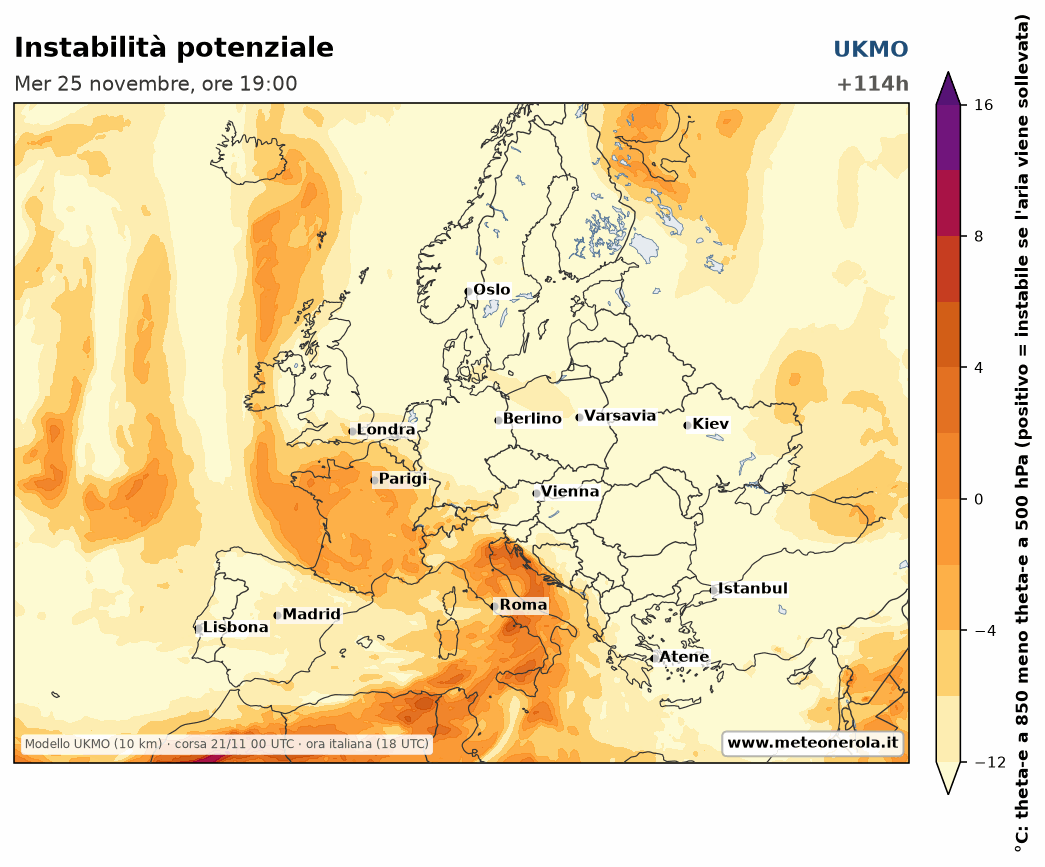 Instabilità potenziale
UKMO
Mer 25 novembre, ore 19:00
+114h
16
8
4
0
−4
−12
°C: theta-e a 850 meno theta-e a 500 hPa (positivo = instabile se l'aria viene sollevata)
Oslo
Berlino
Varsavia
Kiev
Londra
Parigi
Vienna
Istanbul
Roma
Madrid
Lisbona
Atene
Modello UKMO (10 km) · corsa 21/11 00 UTC · ora italiana (18 UTC)
www.meteonerola.it